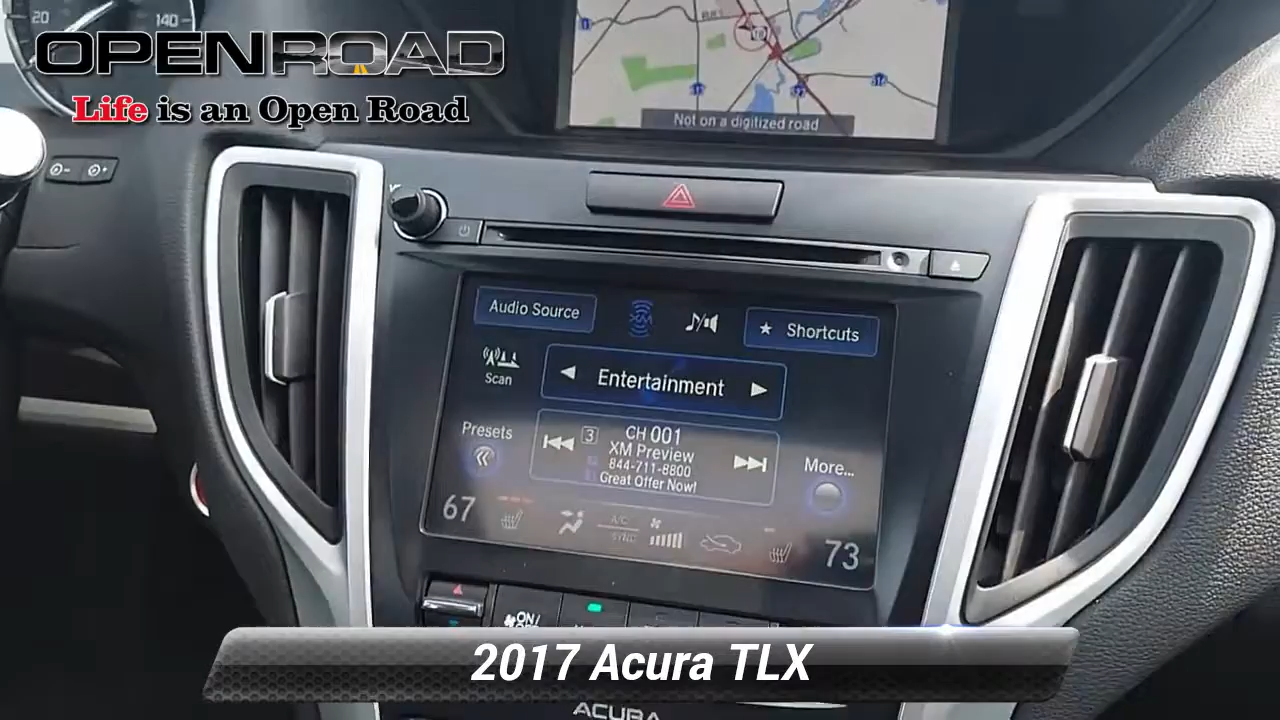 20
140
OPENROAD
Life is an Open Road
Not on a digitized road
Audio Source
XM
★ Shortcuts
Scan
Entertainment
Presets
3 CH 001
XM Preview
844-711-8800
Great Offer Now!
More...
67
A/C
SYNC
73
ON/
2017 Acura TLX
ACURA